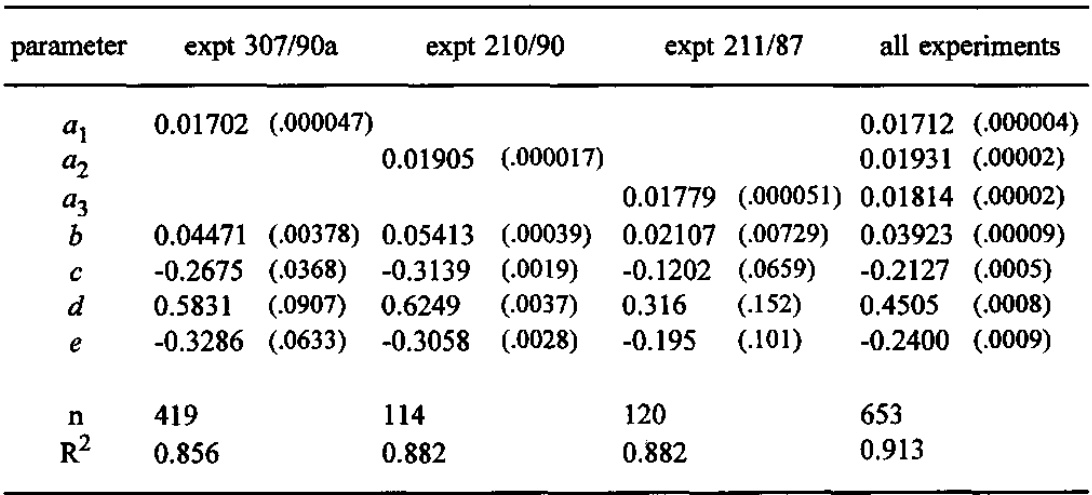 parameter expt 307/90a expt 210/90 expt 211/87 all experiments
a1 0.01702 (.000047) 0.01712 (.000004)
a2 0.01905 (.000017) 0.01931 (.00002)
a3 0.01779 (.000051) 0.01814 (.00002)
b 0.04471 (.00378) 0.05413 (.00039) 0.02107 (.00729) 0.03923 (.00009)
c -0.2675 (.0368) -0.3139 (.0019) -0.1202 (.0659) -0.2127 (.0005)
d 0.5831 (.0907) 0.6249 (.0037) 0.316 (.152) 0.4505 (.0008)
e -0.3286 (.0633) -0.3058 (.0028) -0.195 (.101) -0.2400 (.0009)
n 419 114 120 653
R2 0.856 0.882 0.882 0.913